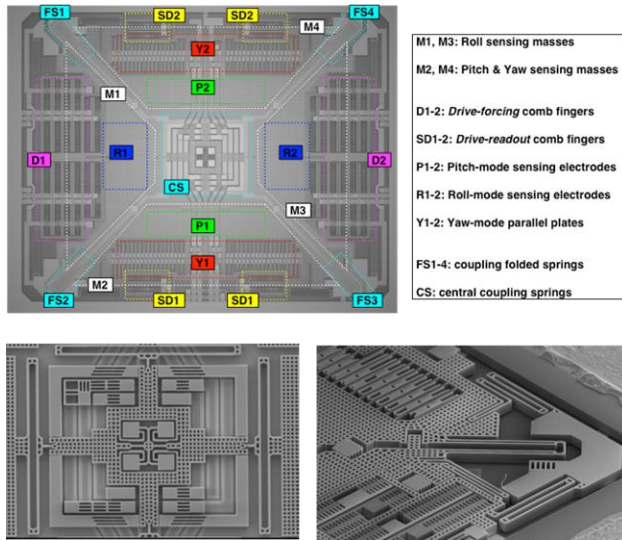 FS1 SD2 SD2 FS4
M4
Y2
P2
M1
D1 R1 R2 D2
CS
M3
P1
Y1
M2
FS2 SD1 SD1 FS3
M1, M3: Roll sensing masses
M2, M4: Pitch & Yaw sensing masses
D1-2: Drive-forcing comb fingers
SD1-2: Drive-readout comb fingers
P1-2: Pitch-mode sensing electrodes
R1-2: Roll-mode sensing electrodes
Y1-2: Yaw-mode parallel plates
FS1-4: coupling folded springs
CS: central coupling springs